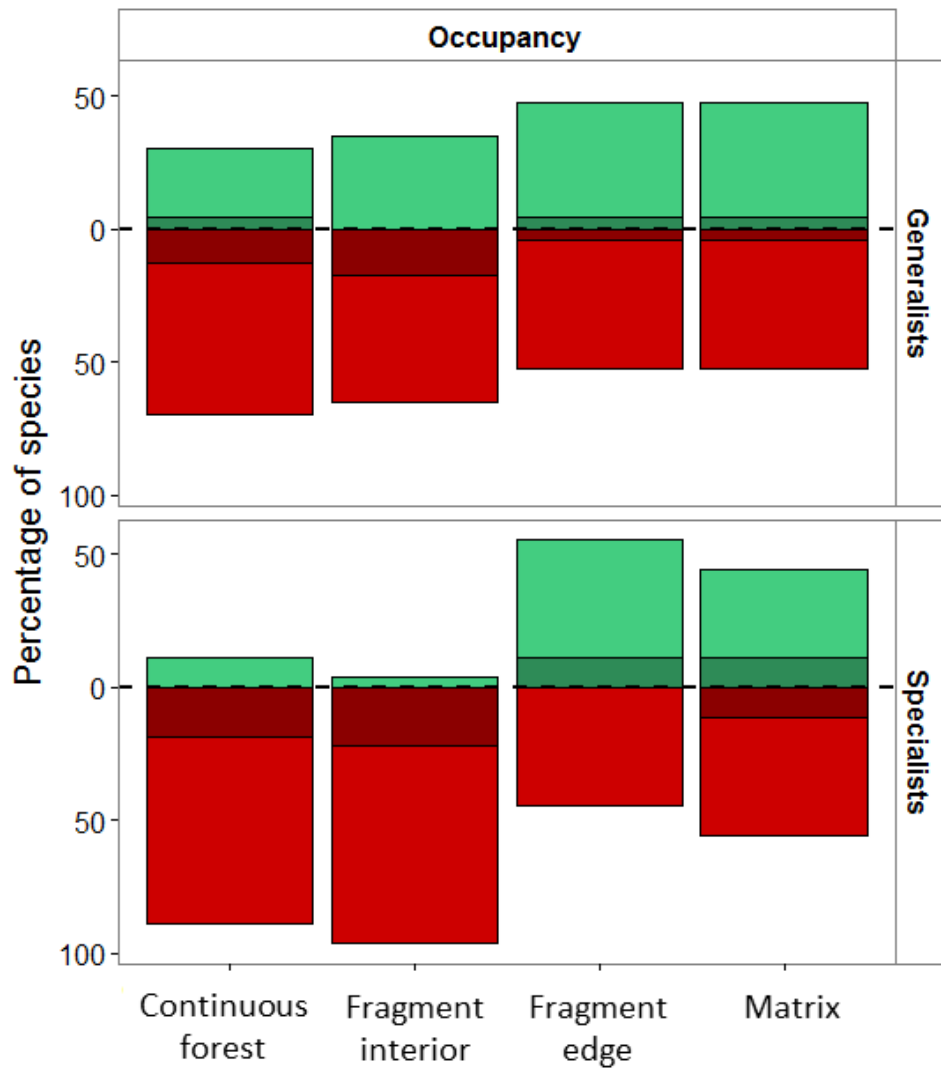 Occupancy
Percentage of species
50
0
50
100
Generalists
50
0
50
100
Specialists
Continuous
forest
Fragment
interior
Fragment
edge
Matrix